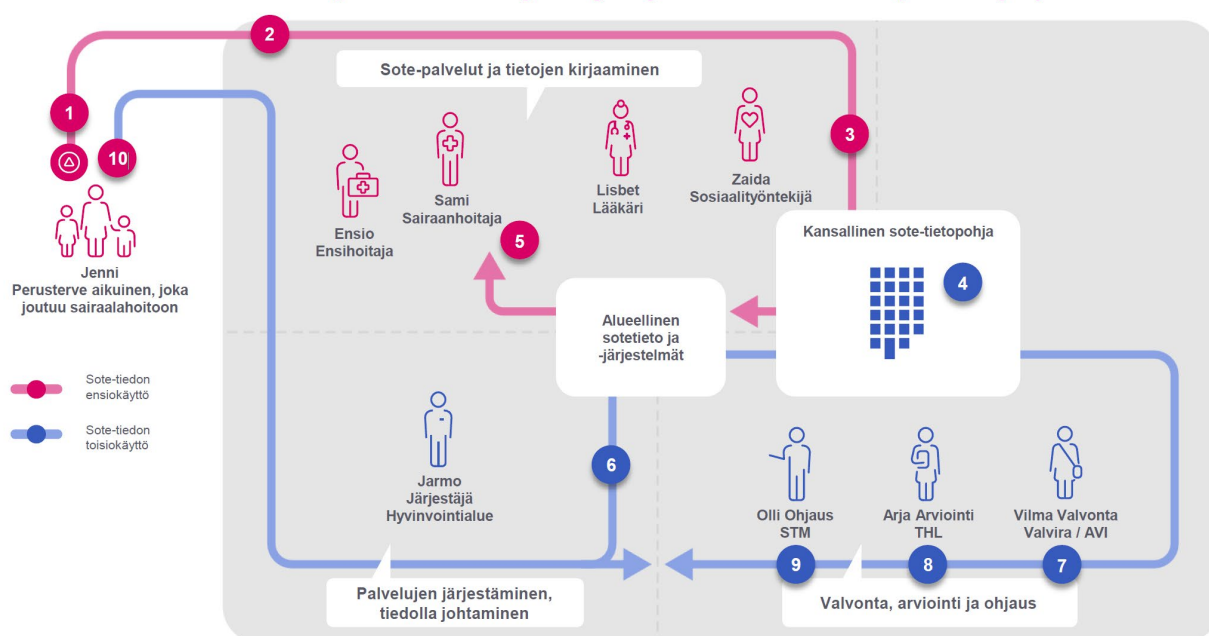 2
Sote-palvelut ja tietojen kirjaaminen
1
10
3
Jenni
Perusterve aikuinen, joka
joutuu sairaalahoitoon
Ensio
Ensihoitaja
Sami
Sairaanhoitaja
Lisbet
Lääkäri
Zaida
Sosiaalityöntekijä
5
Kansallinen sote-tietopohja
4
Alueellinen
sotetieto ja
-järjestelmät
Sote-tiedon
ensiokäyttö
Sote-tiedon
toisiokäyttö
Jarmo
Järjestäjä
Hyvinvointialue
6
Olli Ohjaus
STM
Arja Arviointi
THL
Vilma Valvonta
Valvira / AVI
9
8
7
Palvelujen järjestäminen,
tiedolla johtaminen
Valvonta, arviointi ja ohjaus